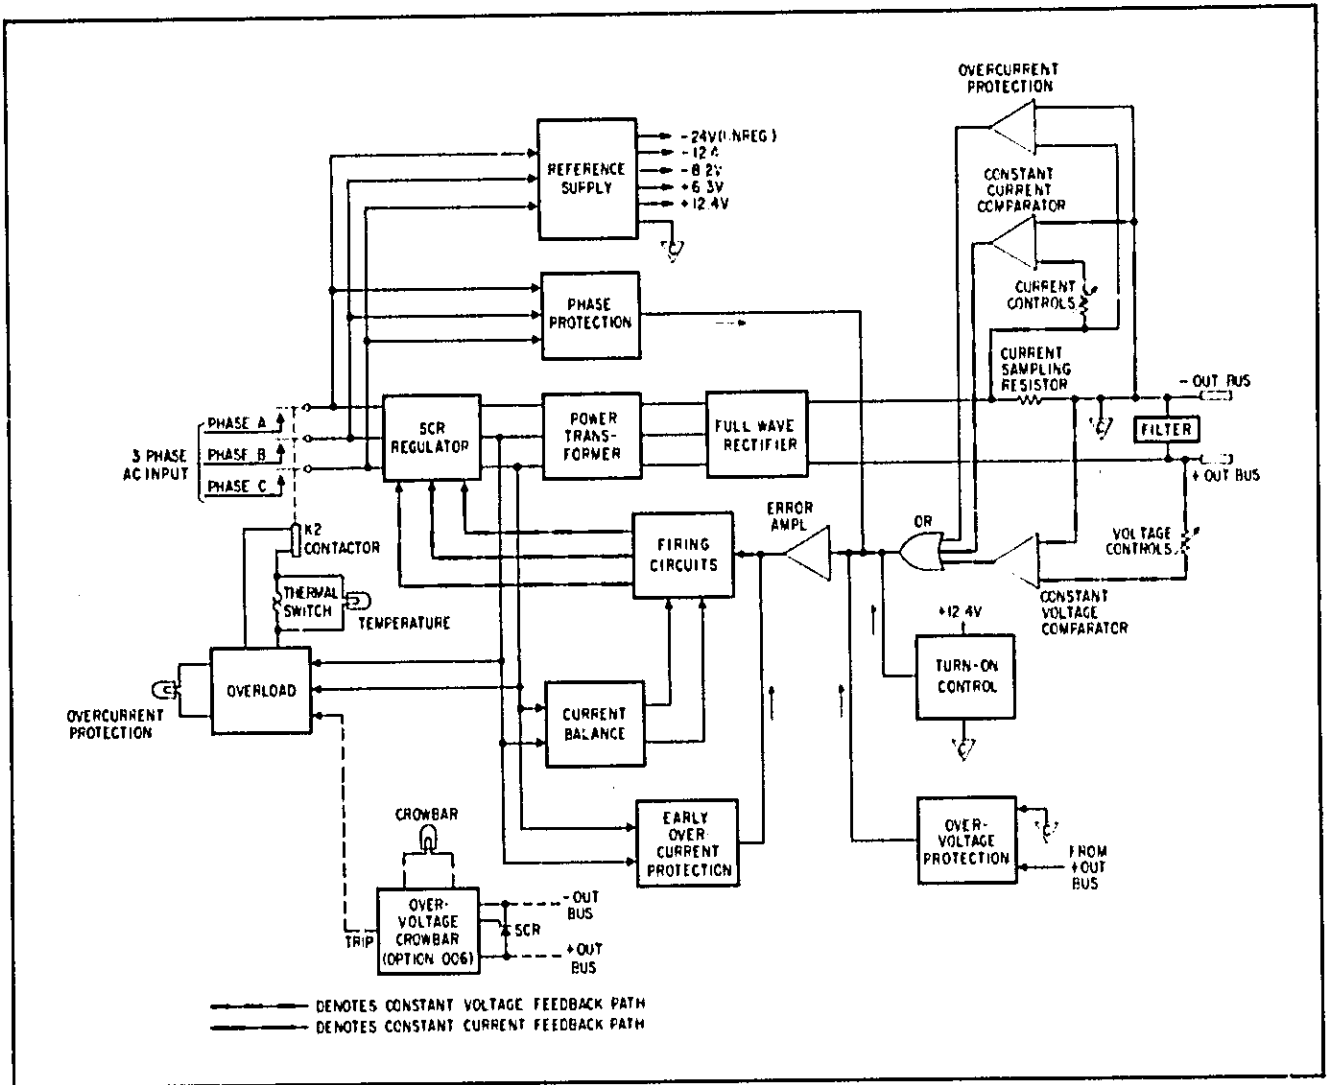 OVERCURRENT
PROTECTION
-24V(UNREG.)
-8.2V
+6.3V
+12.4V
REFERENCE
SUPPLY
CONSTANT
CURRENT
COMPARATOR
CURRENT
CONTROLS
PHASE
PROTECTION
CURRENT
SAMPLING
RESISTOR
- OUT BUS
PHASE A
PHASE B
PHASE C
3 PHASE
AC INPUT
SCR
REGULATOR
POWER
TRANS-
FORMER
FULL WAVE
RECTIFIER
FILTER
+ OUT BUS
K2
CONTACTOR
FIRING
CIRCUITS
ERROR
AMPL
OR
VOLTAGE
CONTROLS
THERMAL
SWITCH
TEMPERATURE
CONSTANT
VOLTAGE
COMPARATOR
+12.4V
TURN-ON
CONTROL
C
OVERLOAD
OVERCURRENT
PROTECTION
CURRENT
BALANCE
CROWBAR
EARLY
OVER
CURRENT
PROTECTION
OVER-
VOLTAGE
PROTECTION
FROM
+OUT
BUS
OVER-
VOLTAGE
CROWBAR
(OPTION 006)
TRIP
-OUT
BUS
SCR
+OUT
BUS
DENOTES CONSTANT VOLTAGE FEEDBACK PATH
DENOTES CONSTANT CURRENT FEEDBACK PATH